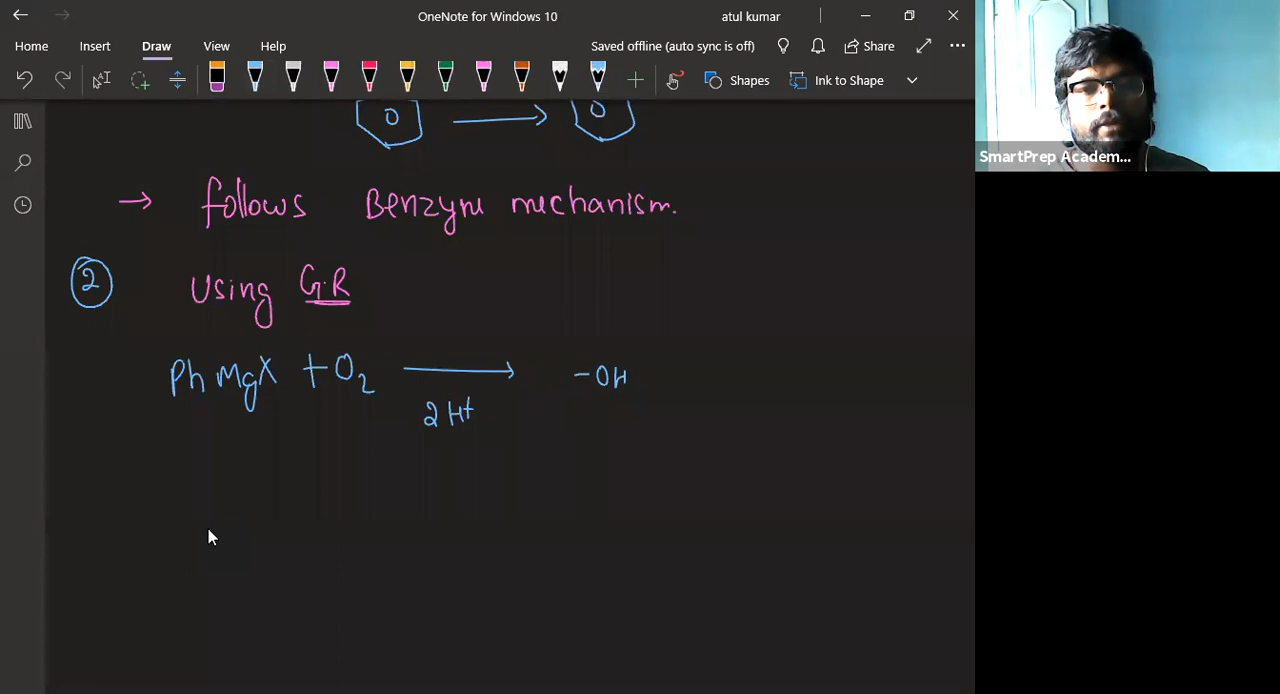 OneNote for Windows 10
atul kumar
Home Insert Draw View Help
Saved offline (auto sync is off)
Share
Shapes
Ink to Shape
SmartPrep Academ...
O → O
→ follows Benzyne mechanism.
② Using G.R
PhMgX + O2 → -OH
2H+